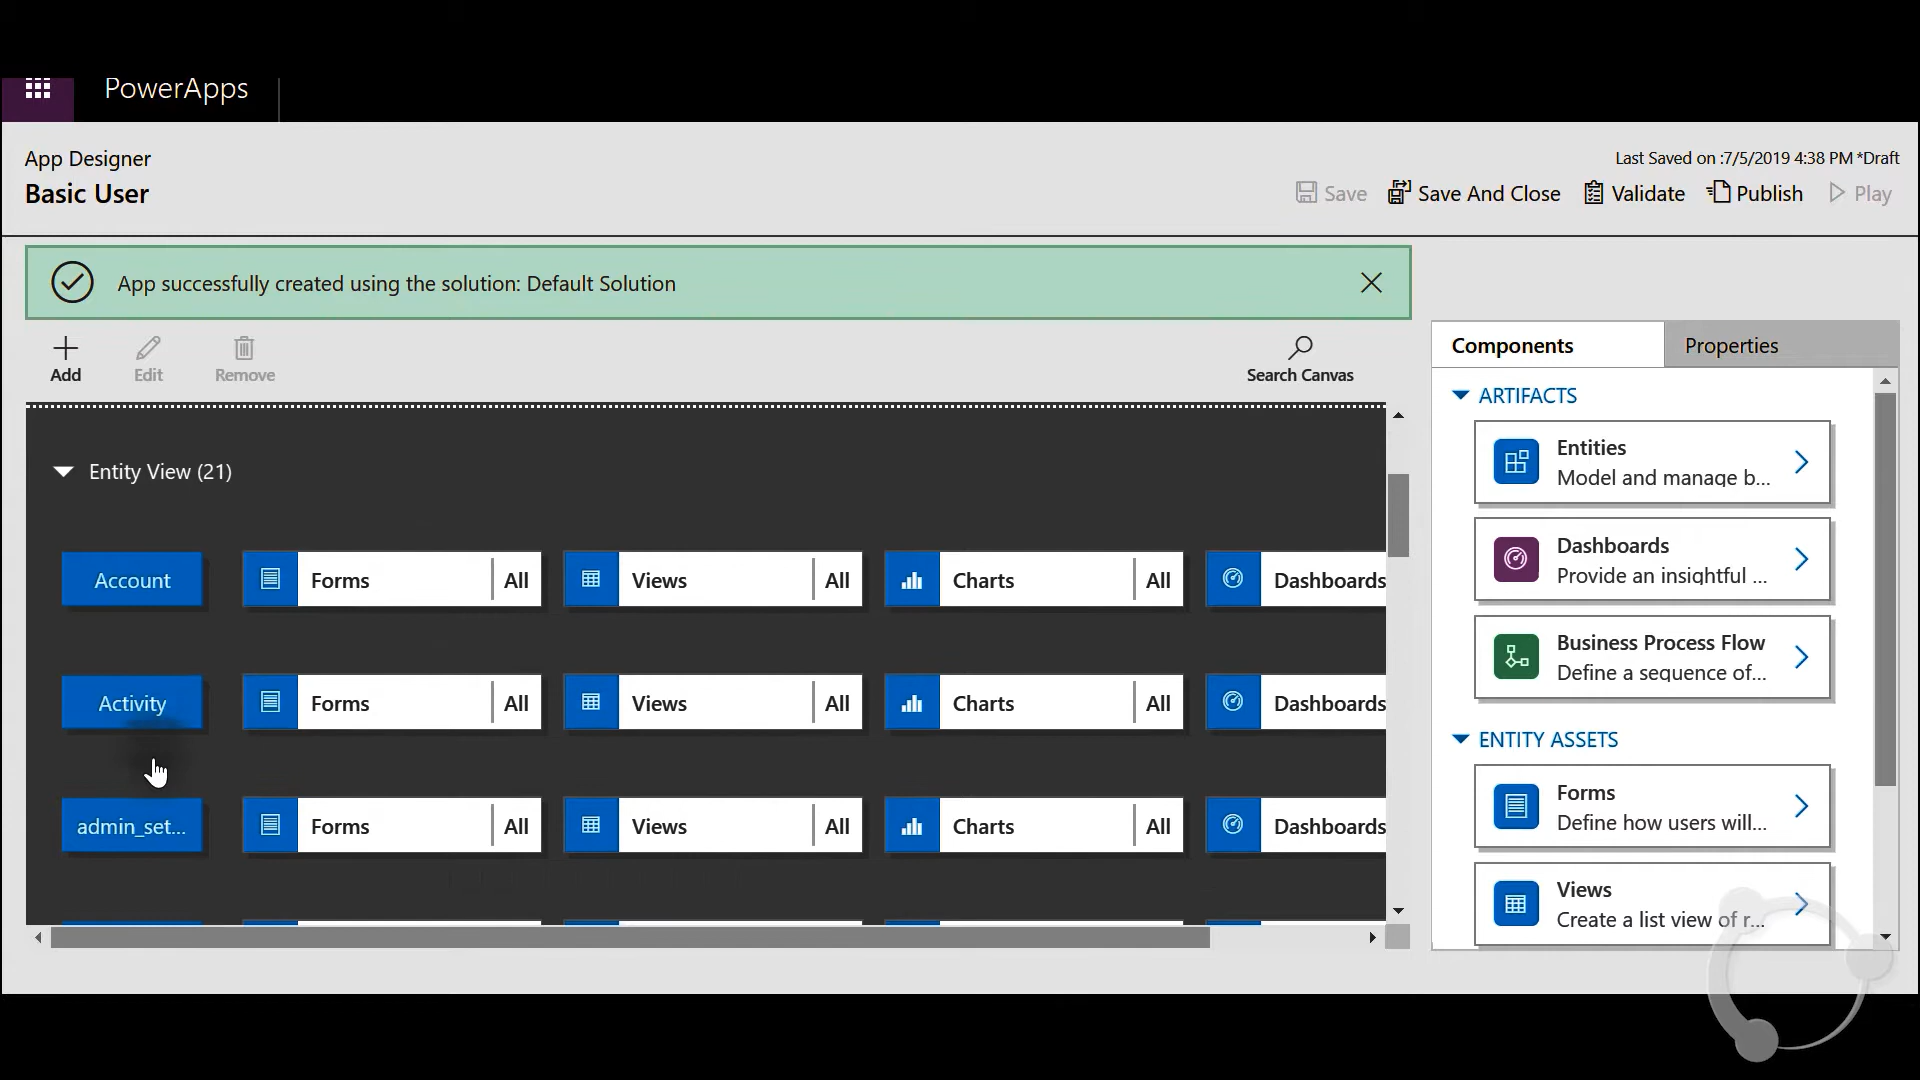 PowerApps
App Designer
Basic User
Last Saved on :7/5/2019 4:38 PM *Draft
Save
Save And Close
Validate
Publish
Play
App successfully created using the solution: Default Solution
Add
Edit
Remove
Search Canvas
Entity View (21)
Account
Forms
All
Views
All
Charts
All
Dashboards
Activity
Forms
All
Views
All
Charts
All
Dashboards
admin_set...
Forms
All
Views
All
Charts
All
Dashboards
Components
Properties
ARTIFACTS
Entities
Model and manage b...
Dashboards
Provide an insightful ...
Business Process Flow
Define a sequence of...
ENTITY ASSETS
Forms
Define how users will...
Views
Create a list view of r...